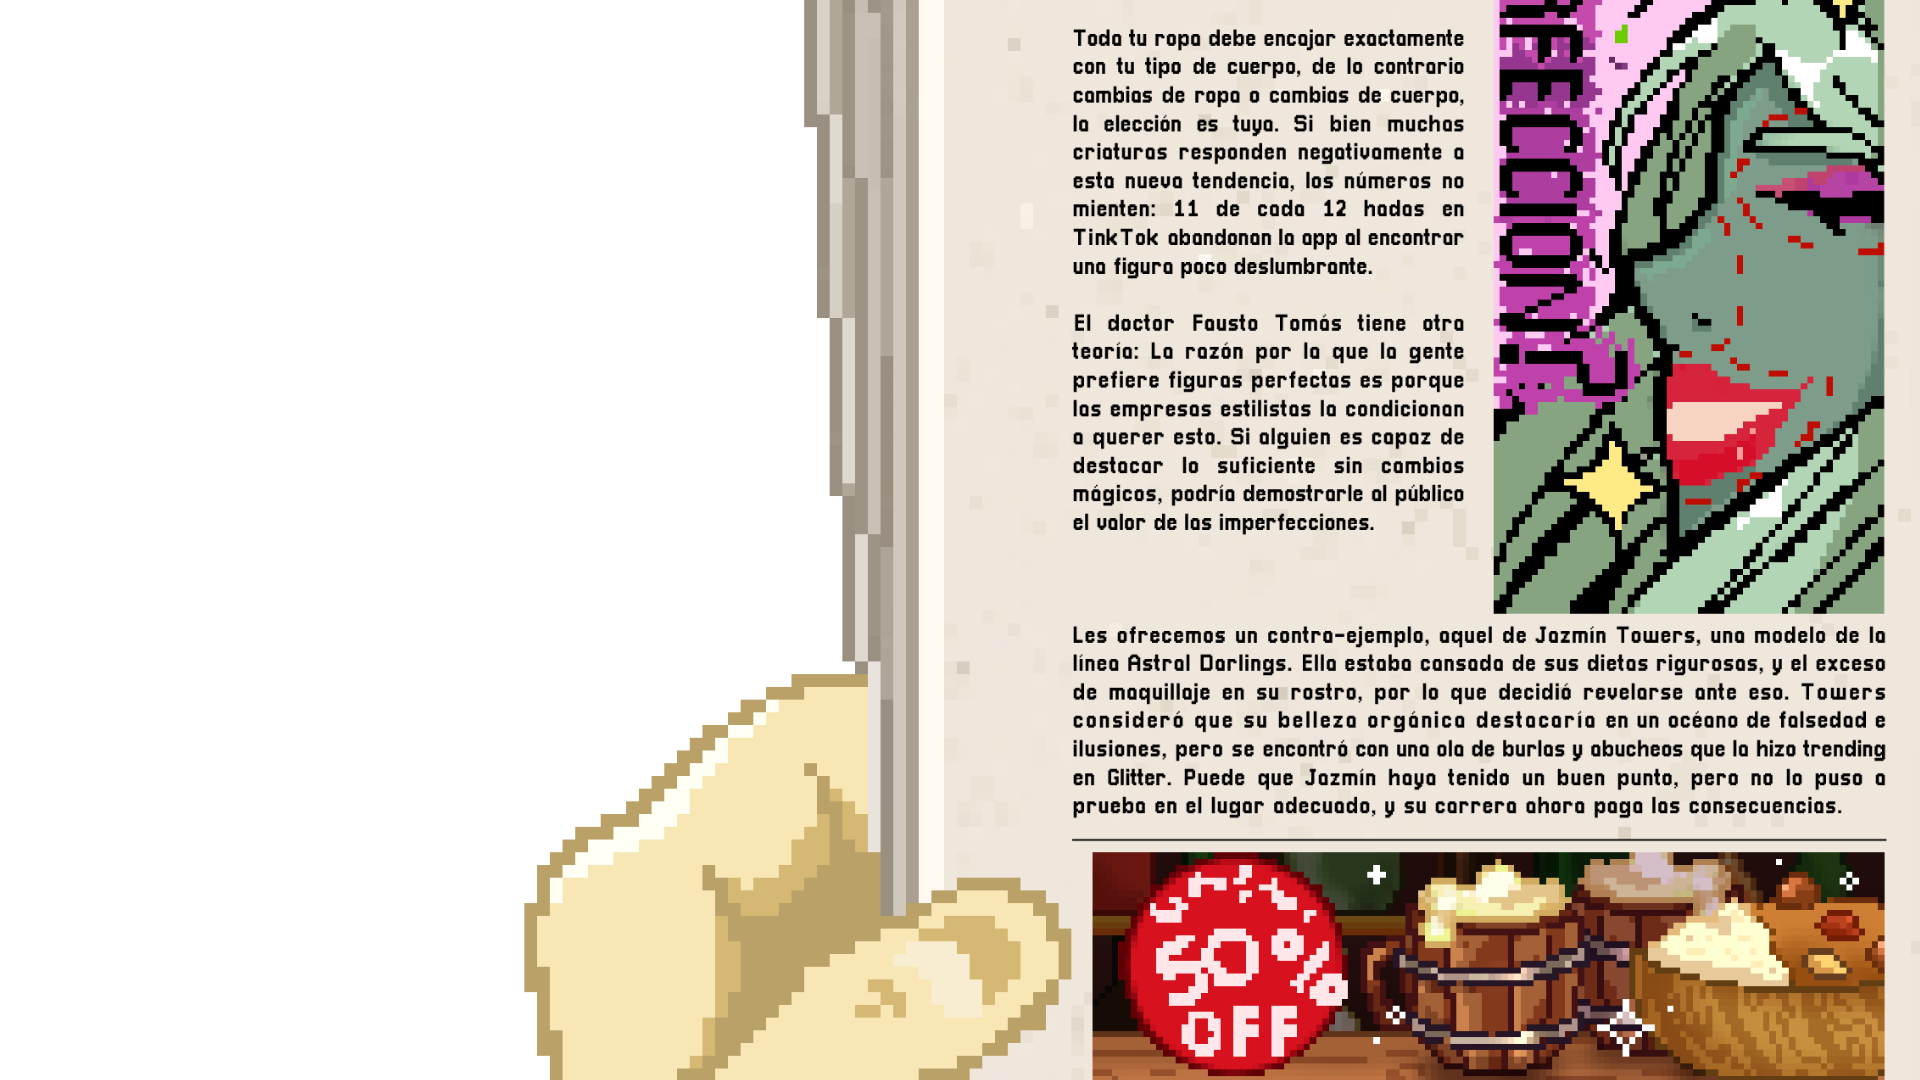 Toda tu ropa debe encajar exactamente
con tu tipo de cuerpo, de lo contrario
cambias de ropa o cambias de cuerpo,
la elección es tuya. Si bien muchas
criaturas responden negativamente a
esta nueva tendencia, los números no
mienten: 11 de cada 12 hadas en
TinkTok abandonan la app al encontrar
una figura poco deslumbrante.
El doctor Fausto Tomás tiene otra
teoría: La razón por la que la gente
prefiere figuras perfectas es porque
las empresas estilistas la condicionan
a querer esto. Si alguien es capaz de
destacar lo suficiente sin cambios
mágicos, podría demostrarle al público
el valor de las imperfecciones.
FECCION?
Les ofrecemos un contra-ejemplo, aquel de Jazmín Towers, una modelo de la
línea Astral Darlings. Ella estaba cansada de sus dietas rigurosas, y el exceso
de maquillaje en su rostro, por lo que decidió revelarse ante eso. Towers
consideró que su belleza orgánica destacaría en un océano de falsedad e
ilusiones, pero se encontró con una ola de burlas y abucheos que la hizo trending
en Glitter. Puede que Jazmín haya tenido un buen punto, pero no lo puso a
prueba en el lugar adecuado, y su carrera ahora paga las consecuencias.
50%
OFF